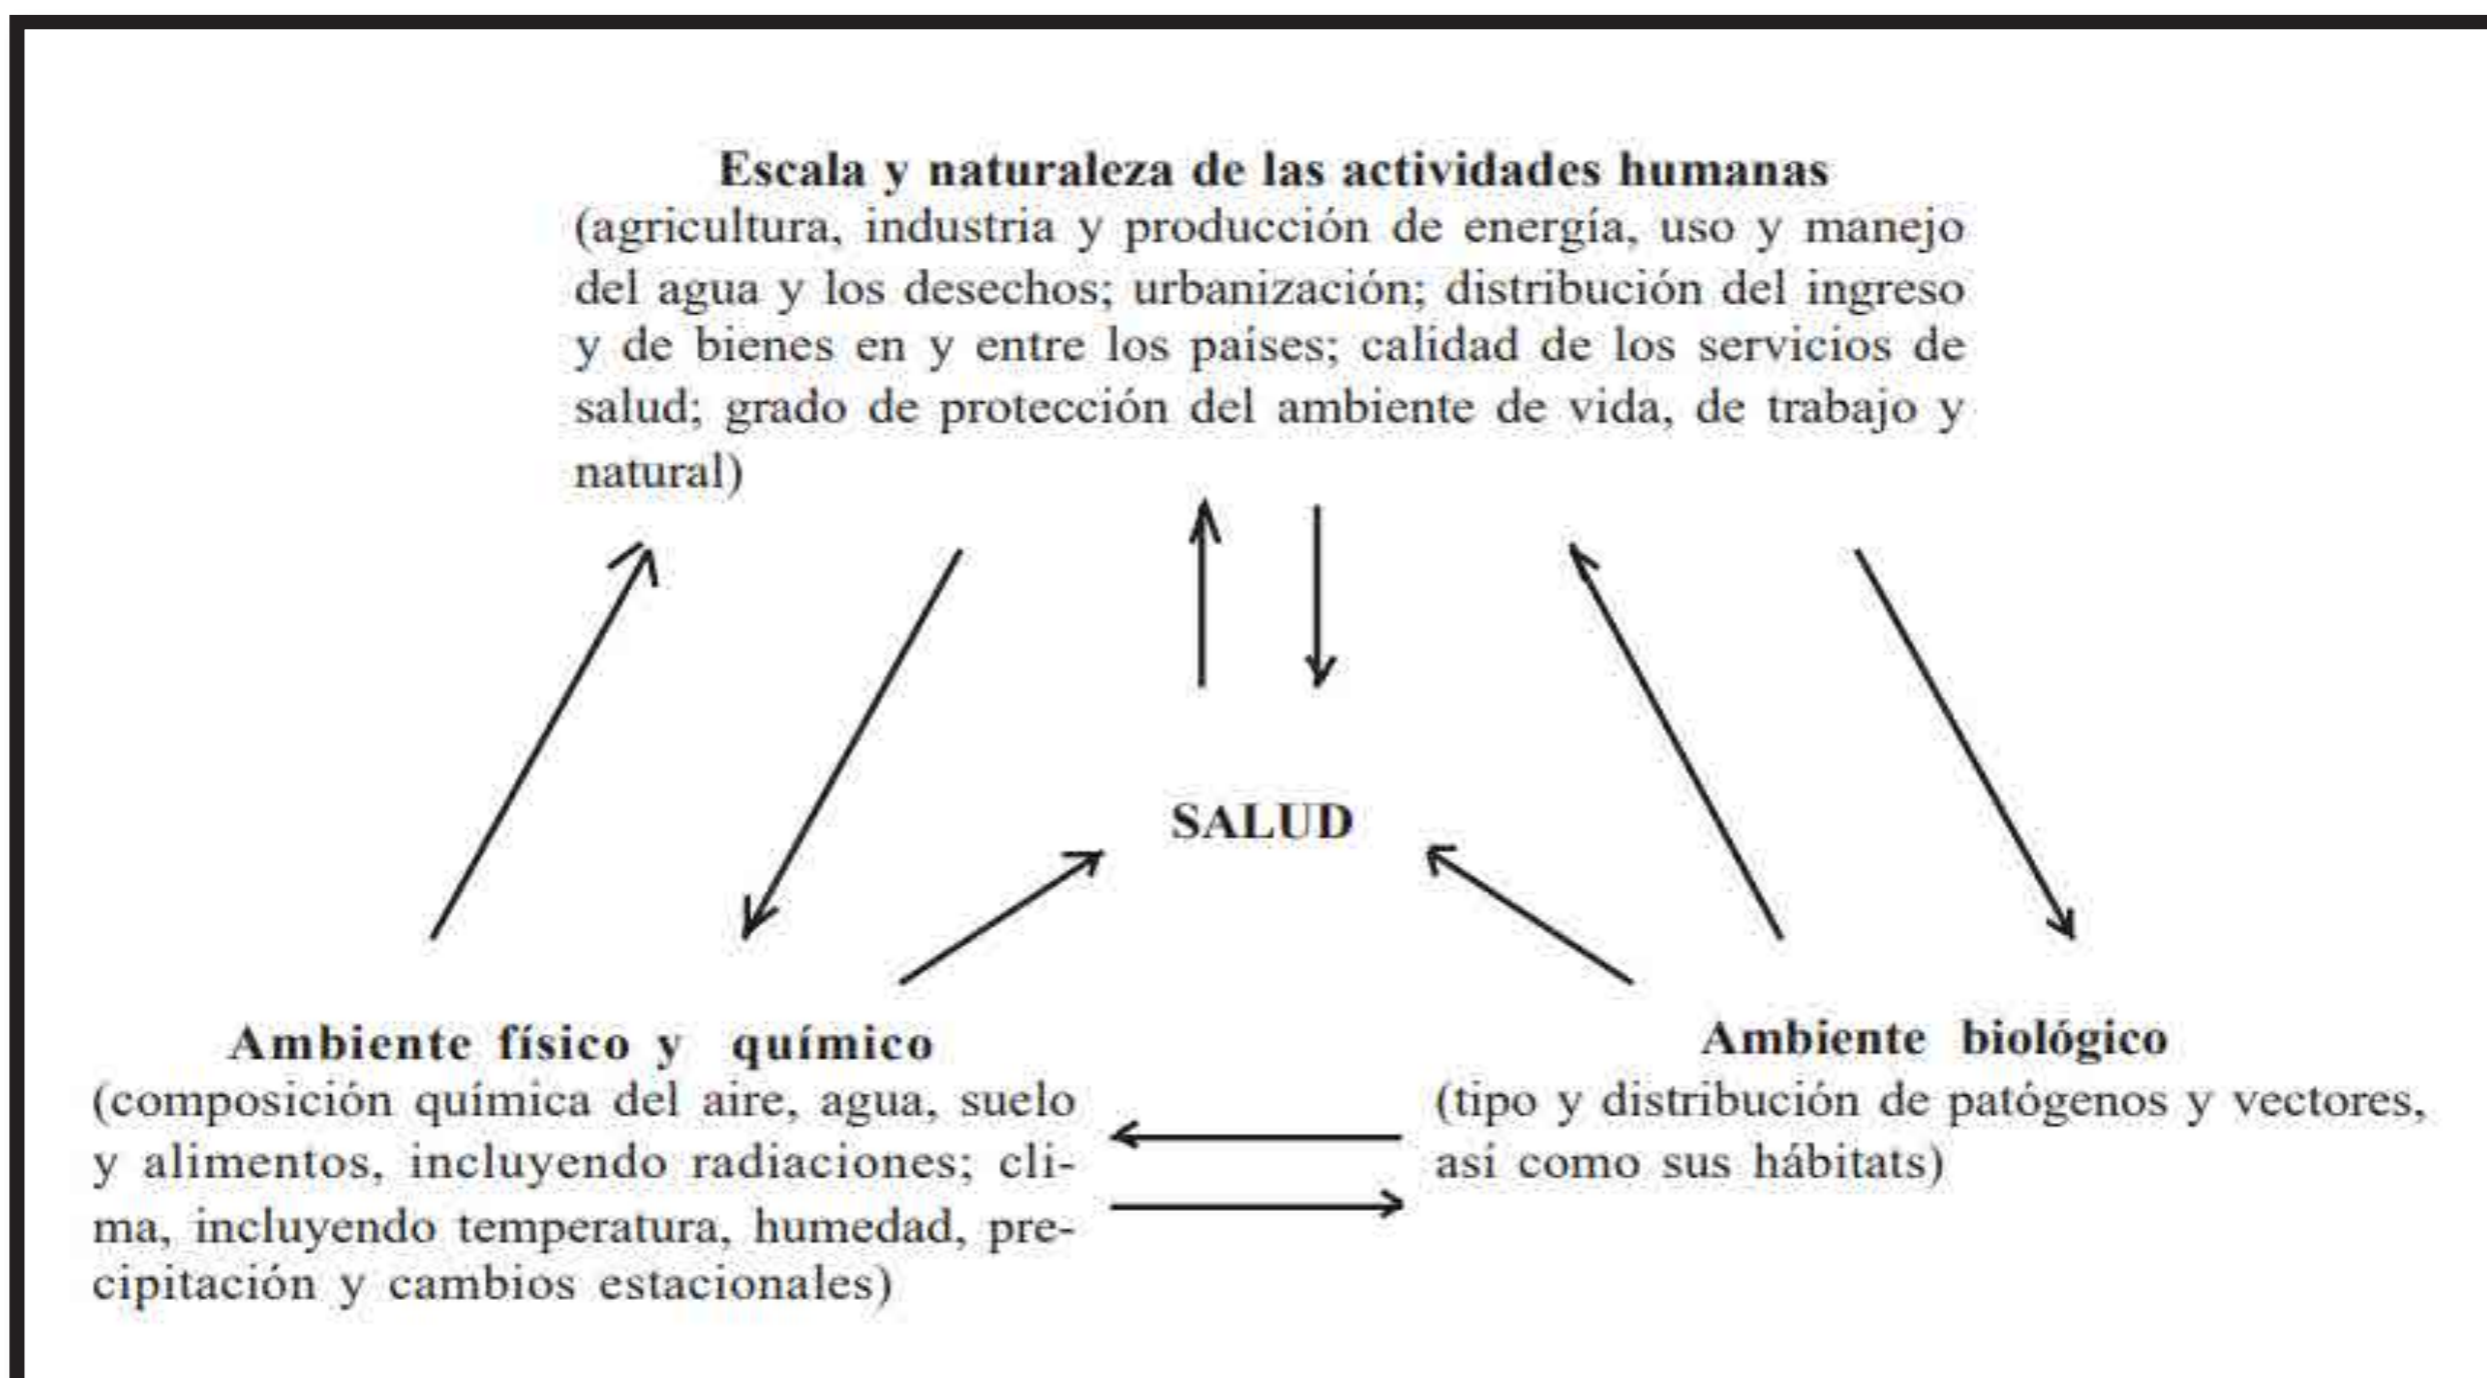 Escala y naturaleza de las actividades humanas
(agricultura, industria y producción de energía, uso y manejo
del agua y los desechos; urbanización; distribución del ingreso
y de bienes en y entre los países; calidad de los servicios de
salud; grado de protección del ambiente de vida, de trabajo y
natural)
SALUD
Ambiente físico y químico
(composición química del aire, agua, suelo
y alimentos, incluyendo radiaciones; cli-
ma, incluyendo temperatura, humedad, pre-
cipitación y cambios estacionales)
Ambiente biológico
(tipo y distribución de patógenos y vectores,
así como sus hábitats)